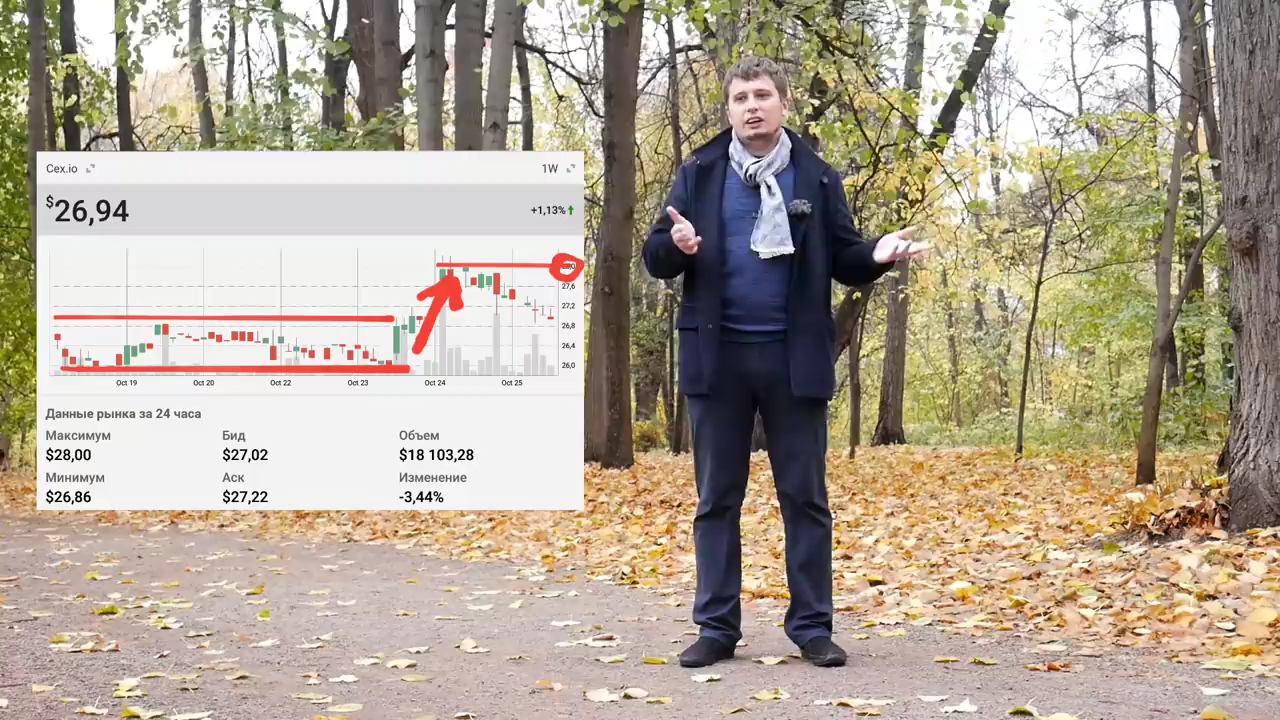 Cex.io 1W
$26,94 +1,13%
27,6
27,2
26,8
26,4
26,0
Oct 19 Oct 20 Oct 22 Oct 23 Oct 24 Oct 25
Данные рынка за 24 часа
Максимум Бид Объем
$28,00 $27,02 $18 103,28
Минимум Аск Изменение
$26,86 $27,22 -3,44%